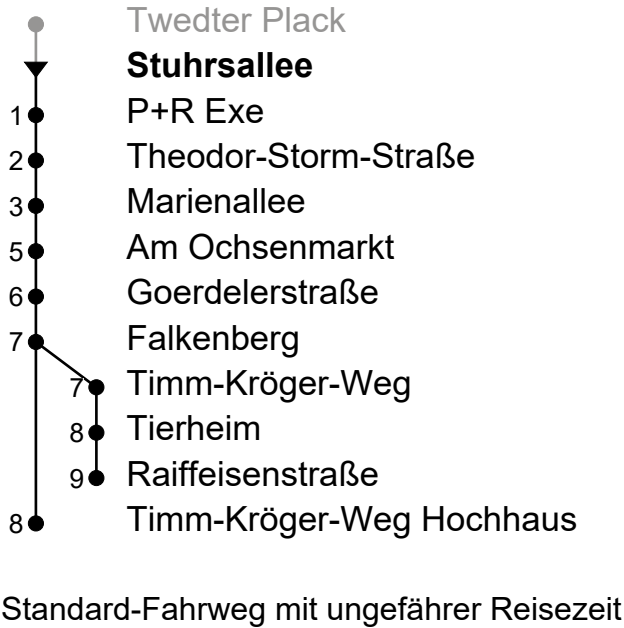 Twedter Plack
Stuhrsallee
1 P+R Exe
2 Theodor-Storm-Straße
3 Marienallee
5 Am Ochsenmarkt
6 Goerdelerstraße
7 Falkenberg
7 Timm-Kröger-Weg
8 Tierheim
9 Raiffeisenstraße
8 Timm-Kröger-Weg Hochhaus
Standard-Fahrweg mit ungefährer Reisezeit